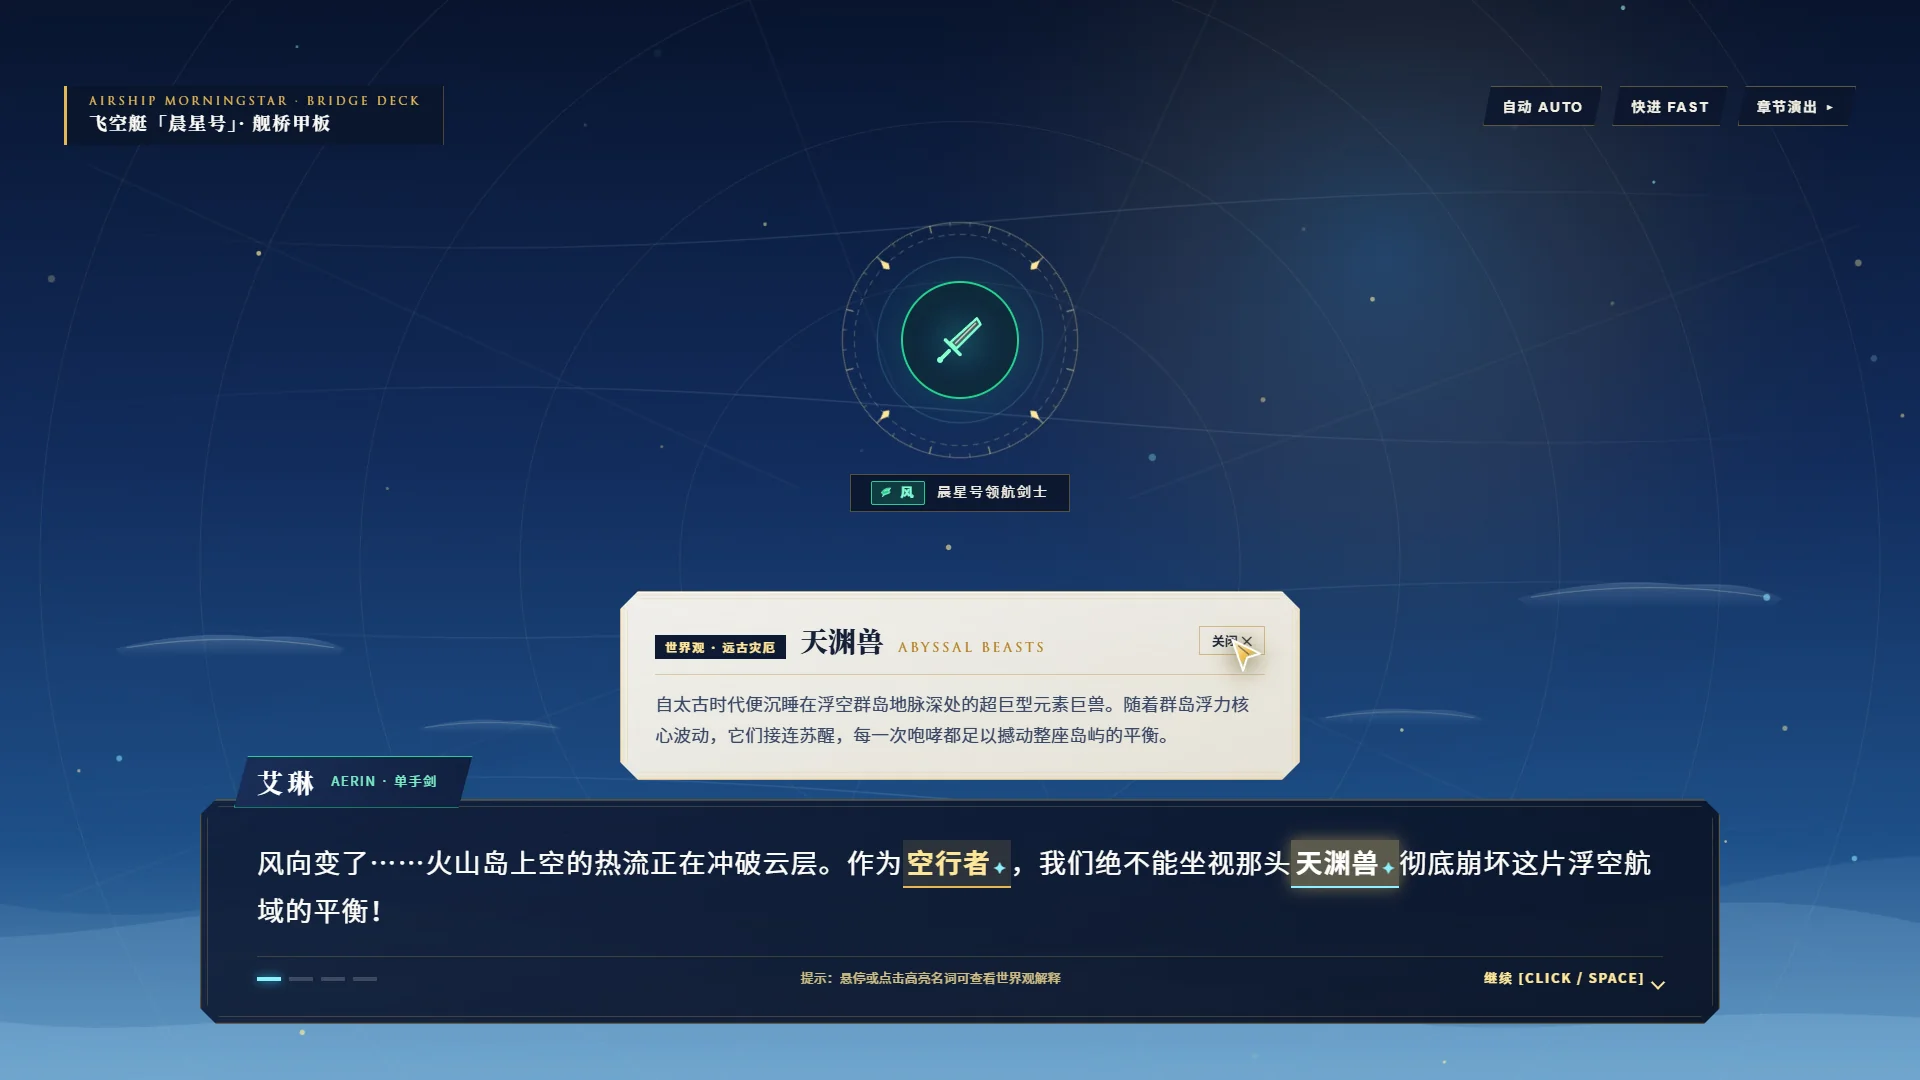 AIRSHIP MORNINGSTAR · BRIDGE DECK
飞空艇「晨星号」· 舰桥甲板
自动 AUTO
快进 FAST
章节演出 ▸
风
晨星号领航剑士
世界观 · 远古灾厄
天渊兽 ABYSSAL BEASTS
关闭 ✕
自太古时代便沉睡在浮空群岛地脉深处的超巨型元素巨兽。随着群岛浮力核
心波动，它们接连苏醒，每一次咆哮都足以撼动整座岛屿的平衡。
艾琳 AERIN · 单手剑
风向变了……火山岛上空的热流正在冲破云层。作为空行者✦，我们绝不能坐视那头天渊兽✦彻底崩坏这片浮空航
域的平衡！
提示：悬停或点击高亮名词可查看世界观解释
继续 [CLICK / SPACE]